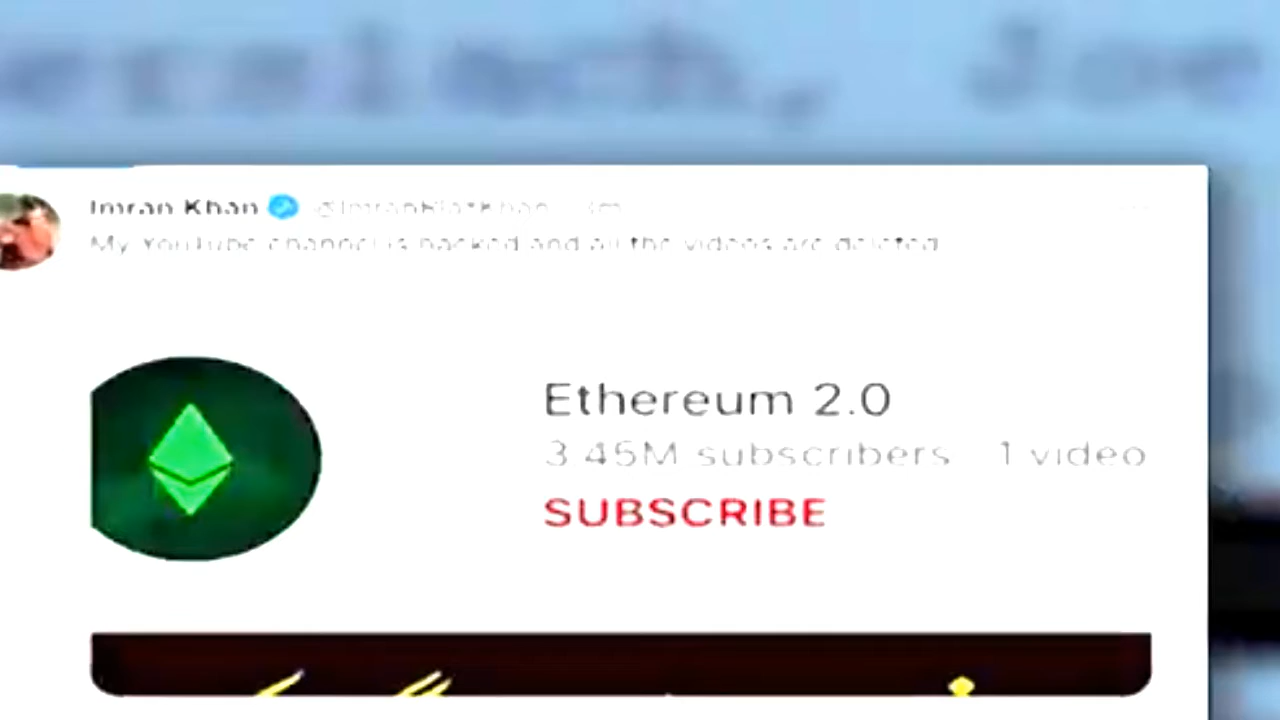 Imran Khan
My YouTube channel is hacked and all the videos are deleted
Ethereum 2.0
3.45M subscribers 1 video
SUBSCRIBE